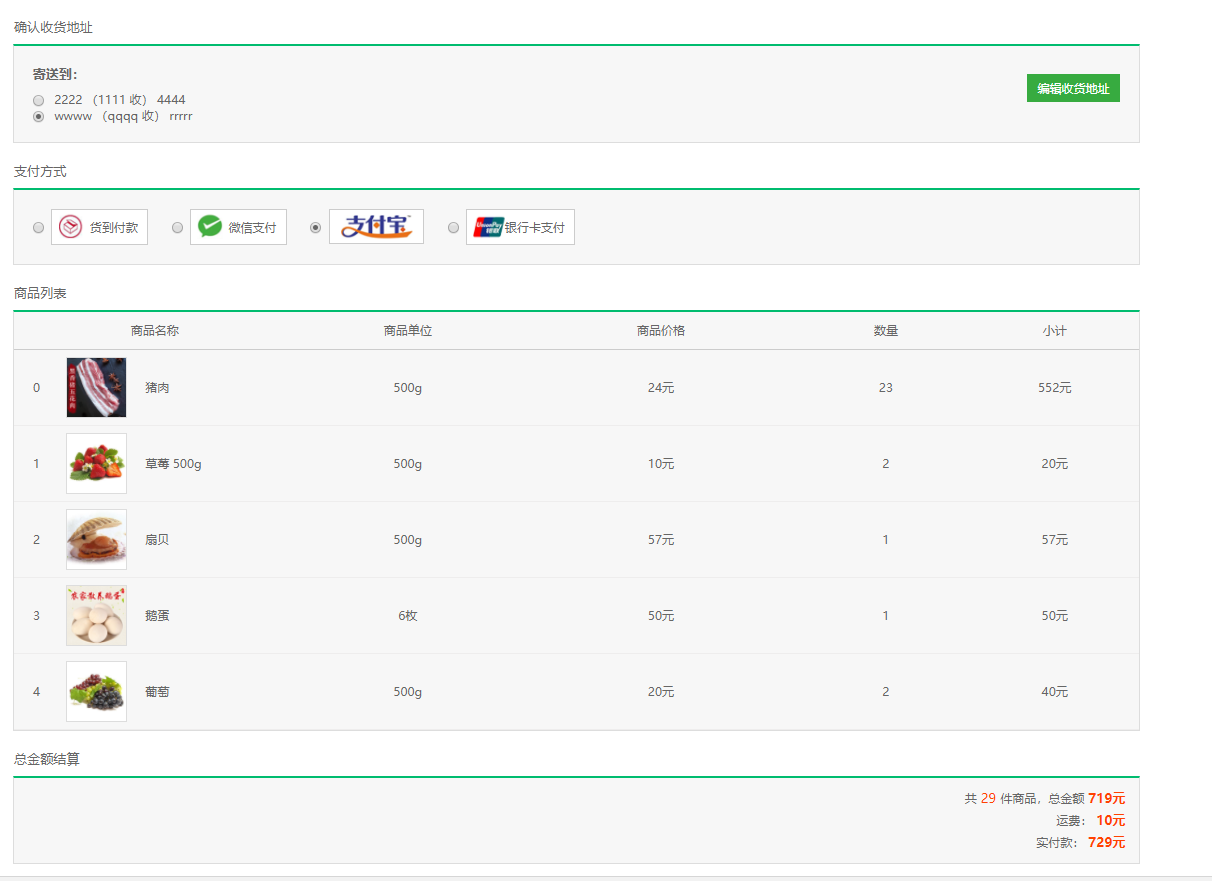 确认收货地址
寄送到：
2222 （1111 收） 4444
编辑收货地址
wwww （qqqq 收） rrrrr
支付方式
货到付款 微信支付 支付宝 UnionPay 银联 银行卡支付
商品列表
商品名称 商品单位 商品价格 数量 小计
0 猪肉 500g 24元 23 552元
1 草莓 500g 500g 10元 2 20元
2 扇贝 500g 57元 1 57元
农家散养鹅蛋
3 鹅蛋 6枚 50元 1 50元
4 葡萄 500g 20元 2 40元
总金额结算
共 29 件商品，总金额 719元
运费： 10元
实付款： 729元